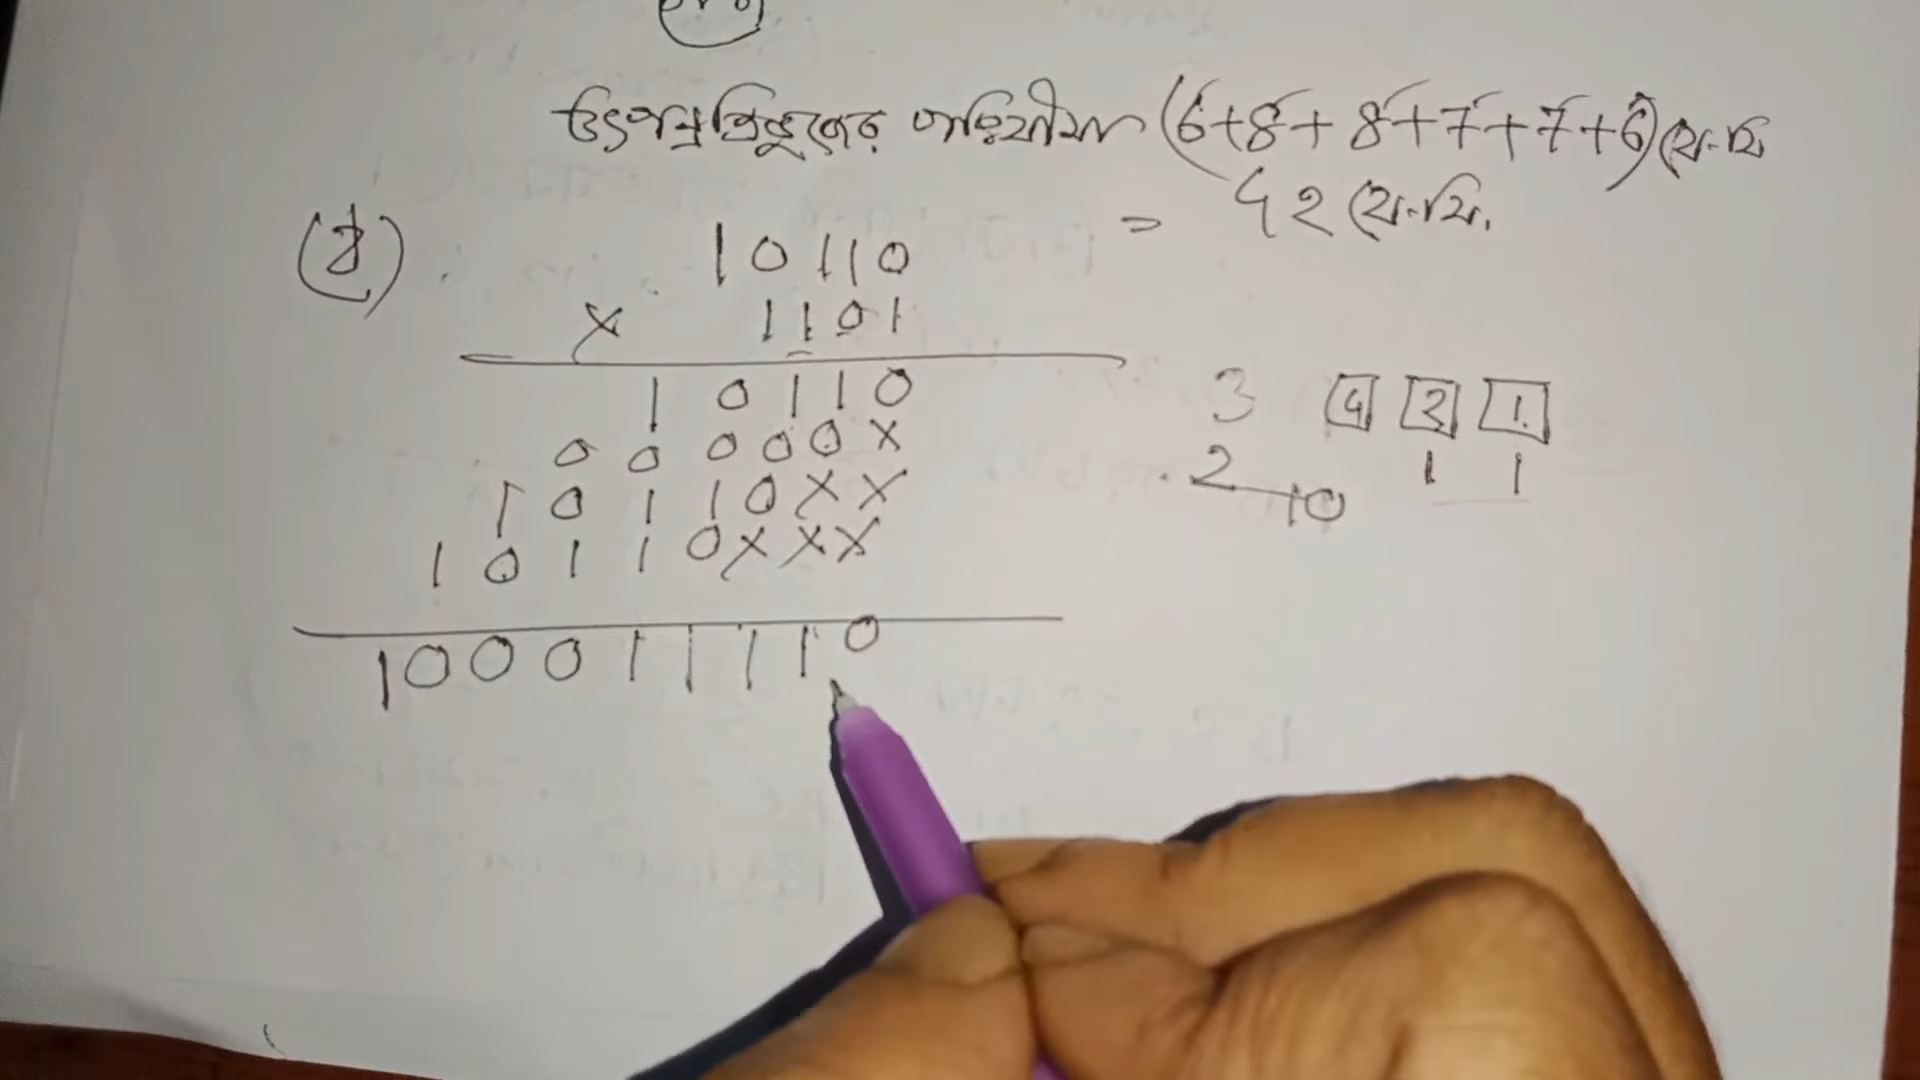 উৎপন্ন ত্রিভুজের পরিসীমা (6+8+8+7+7+6) সে.মি
= 42 সে.মি.
10110
× 1101
10110
00000×
10110××
10110×××
100011110
3 4 2 1
2 1 1
10